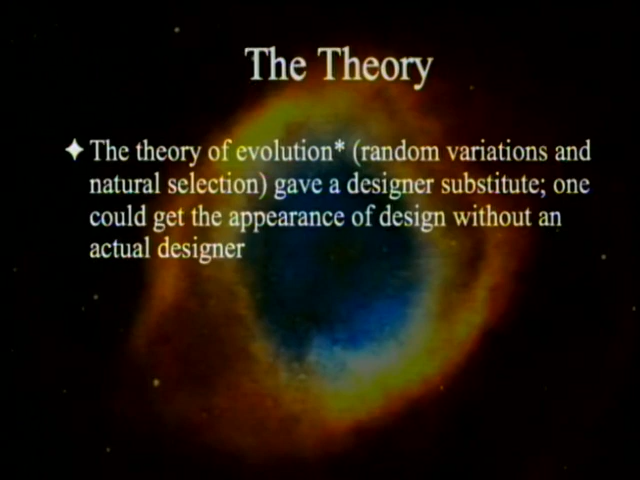 The Theory
The theory of evolution* (random variations and
natural selection) gave a designer substitute; one
could get the appearance of design without an
actual designer